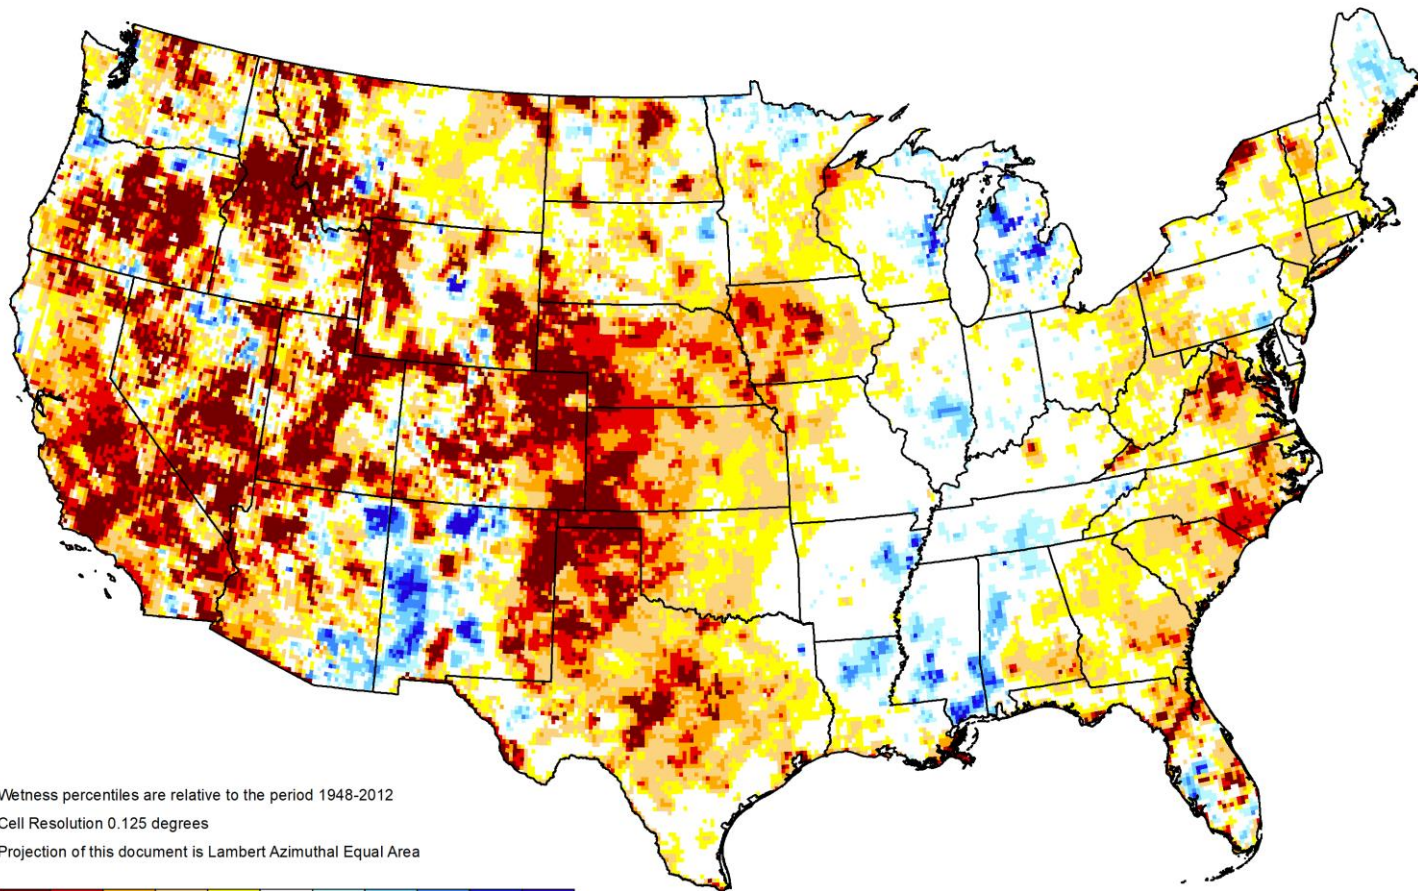 Wetness percentiles are relative to the period 1948-2012
Cell Resolution 0.125 degrees
Projection of this document is Lambert Azimuthal Equal Area